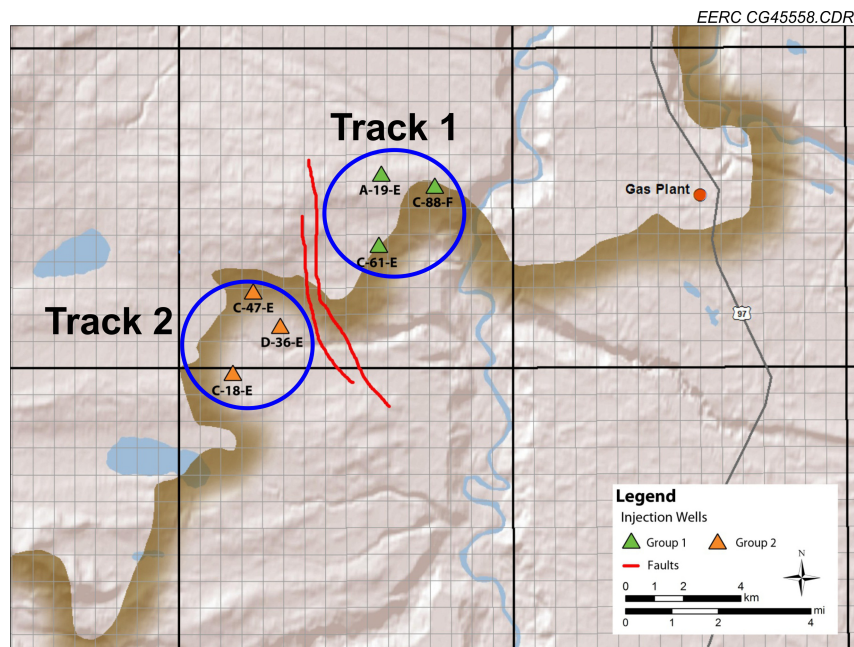 EERC CG45558.CDR
Track 1
A-19-E
C-88-F
Gas Plant
C-61-E
C-47-E
97
Track 2
D-36-E
C-18-E
Legend
Injection Wells
Group 1 Group 2
Faults
N
0 1 2 4
km
mi
0 1 2 4